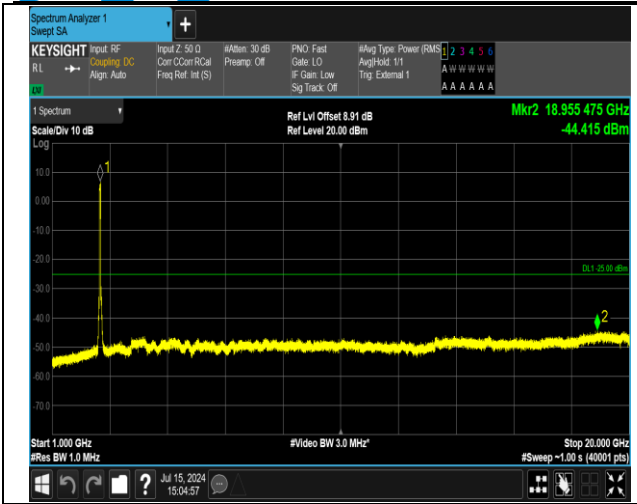 Spectrum Analyzer 1
Swept SA
+
KEYSIGHT
RL
LXI
Input: RF
Coupling: DC
Align: Auto
Input Z: 50 Ω
Corr CCorr RCal
Freq Ref: Int (S)
#Atten: 30 dB
Preamp: Off
PNO: Fast
Gate: LO
IF Gain: Low
Sig Track: Off
#Avg Type: Power (RMS
Avg|Hold: 1/1
Trig: External 1
1 2 3 4 5 6
A W W W W W
A A A A A A
1 Spectrum
Scale/Div 10 dB
Log
Ref Lvl Offset 8.91 dB
Ref Level 20.00 dBm
Mkr2 18.955 475 GHz
-44.415 dBm
1
10.0
0.00
-10.0
-20.0
DL1 -25.00 dBm
-30.0
2
-40.0
-50.0
-60.0
-70.0
Start 1.000 GHz
#Res BW 1.0 MHz
#Video BW 3.0 MHz*
Stop 20.000 GHz
#Sweep ~1.00 s (40001 pts)
?
Jul 15, 2024
15:04:57